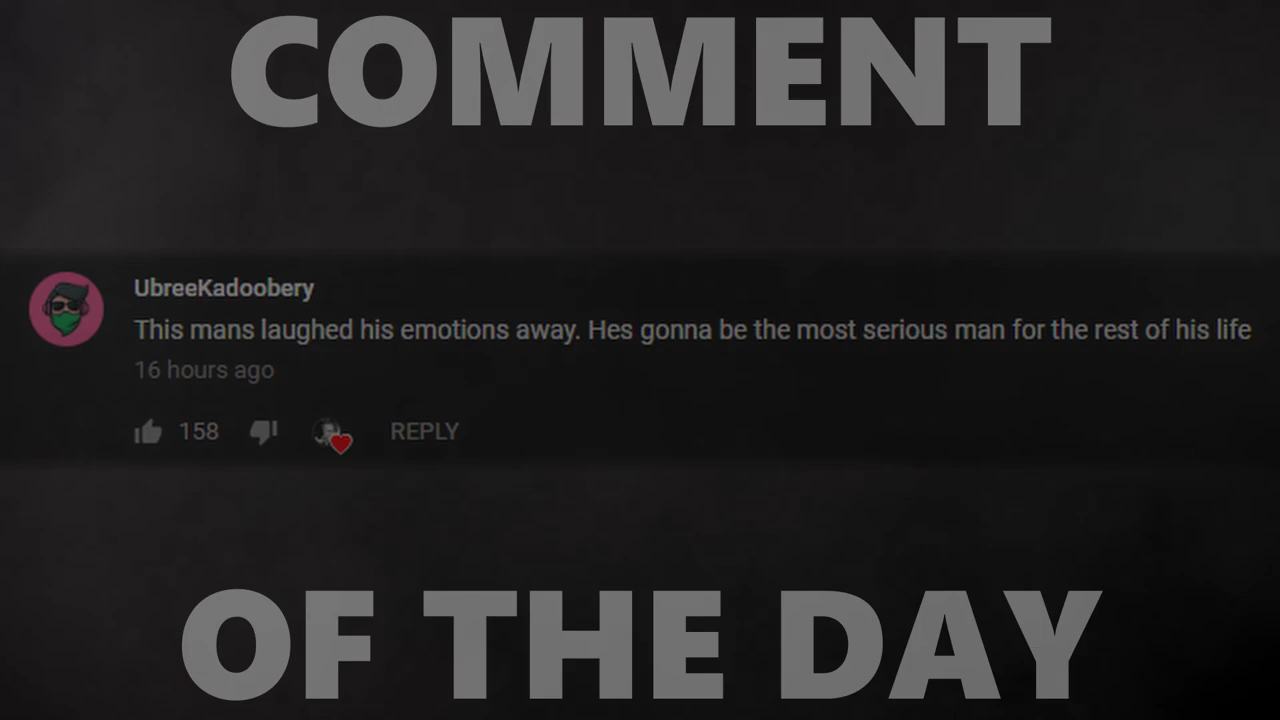 COMMENT
UbreeKadoobery
This mans laughed his emotions away. Hes gonna be the most serious man for the rest of his life
16 hours ago
158
REPLY
OF THE DAY